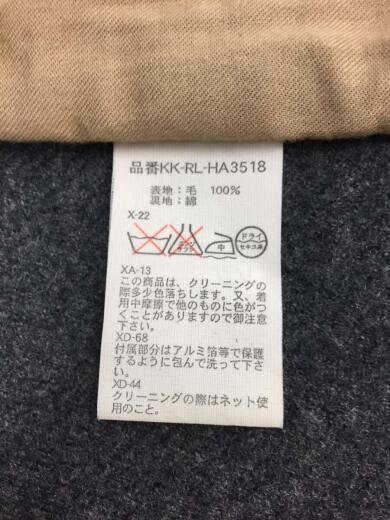 品番KK-RL-HA3518
表地：毛 100%
裏地：綿
X-22
中
ドライ
セキユ系
XA-13
この商品は、クリーニングの
際多少色落ちします。又、着
用中摩擦で他のものに色がつ
くことがありますので御注意
下さい。
XD-68
付属部分はアルミ箔等で保護
するように包んで洗って下さ
い。
XD-44
クリーニングの際はネット使
用のこと。